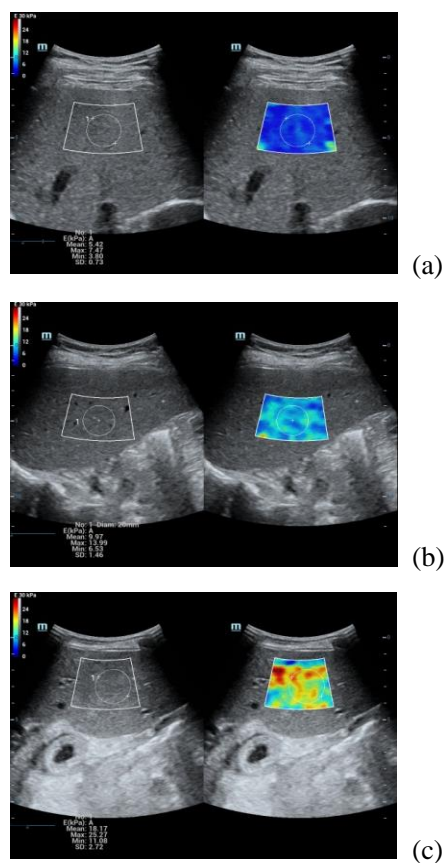 E 30 kPa
24
18
12
6
0
No: 1
E(kPa): A
Mean: 5.42
Max: 7.47
Min: 3.80
SD: 0.73
(a)
E 30 kPa
24
18
12
6
0
1
No: 1 Diam: 20mm
E(kPa): A
Mean: 9.97
Max: 13.99
Min: 6.53
SD: 1.46
(b)
E 30 kPa
24
18
12
6
0
1
E(kPa): A
Mean: 18.17
Max: 25.27
Min: 11.08
SD: 2.72
(c)